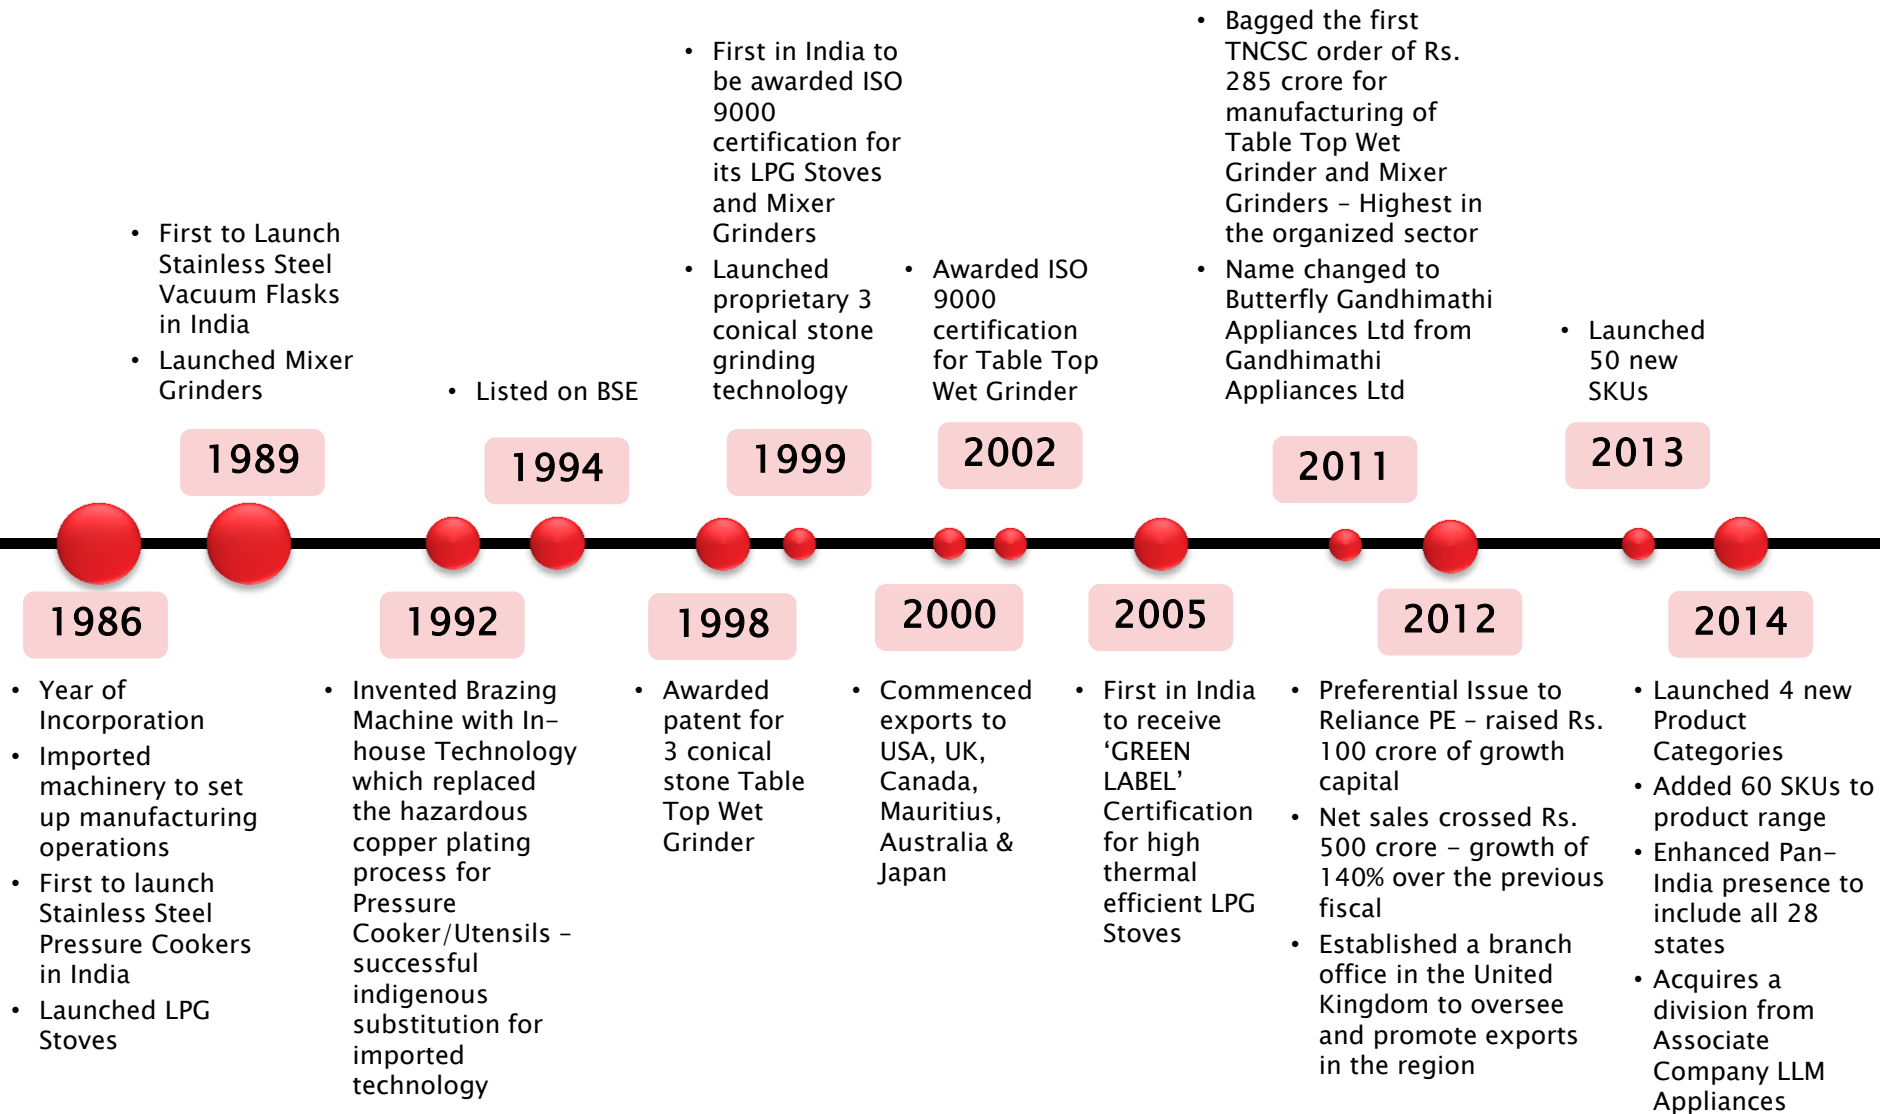 • First to Launch
Stainless Steel
Vacuum Flasks
in India
• Launched Mixer
Grinders
1989
• Listed on BSE
1994
• First in India to
be awarded ISO
9000
certification for
its LPG Stoves
and Mixer
Grinders
• Launched
proprietary 3
conical stone
grinding
technology
1999
• Awarded ISO
9000
certification
for Table Top
Wet Grinder
2002
• Bagged the first
TNCSC order of Rs.
285 crore for
manufacturing of
Table Top Wet
Grinder and Mixer
Grinders – Highest in
the organized sector
• Name changed to
Butterfly Gandhimathi
Appliances Ltd from
Gandhimathi
Appliances Ltd
2011
• Launched
50 new
SKUs
2013
1986
• Year of
Incorporation
• Imported
machinery to set
up manufacturing
operations
• First to launch
Stainless Steel
Pressure Cookers
in India
• Launched LPG
Stoves
1992
• Invented Brazing
Machine with In-
house Technology
which replaced
the hazardous
copper plating
process for
Pressure
Cooker/Utensils –
successful
indigenous
substitution for
imported
technology
1998
• Awarded
patent for
3 conical
stone Table
Top Wet
Grinder
2000
• Commenced
exports to
USA, UK,
Canada,
Mauritius,
Australia &
Japan
2005
• First in India
to receive
‘GREEN
LABEL’
Certification
for high
thermal
efficient LPG
Stoves
2012
• Preferential Issue to
Reliance PE – raised Rs.
100 crore of growth
capital
• Net sales crossed Rs.
500 crore – growth of
140% over the previous
fiscal
• Established a branch
office in the United
Kingdom to oversee
and promote exports
in the region
2014
• Launched 4 new
Product
Categories
• Added 60 SKUs to
product range
• Enhanced Pan-
India presence to
include all 28
states
• Acquires a
division from
Associate
Company LLM
Appliances